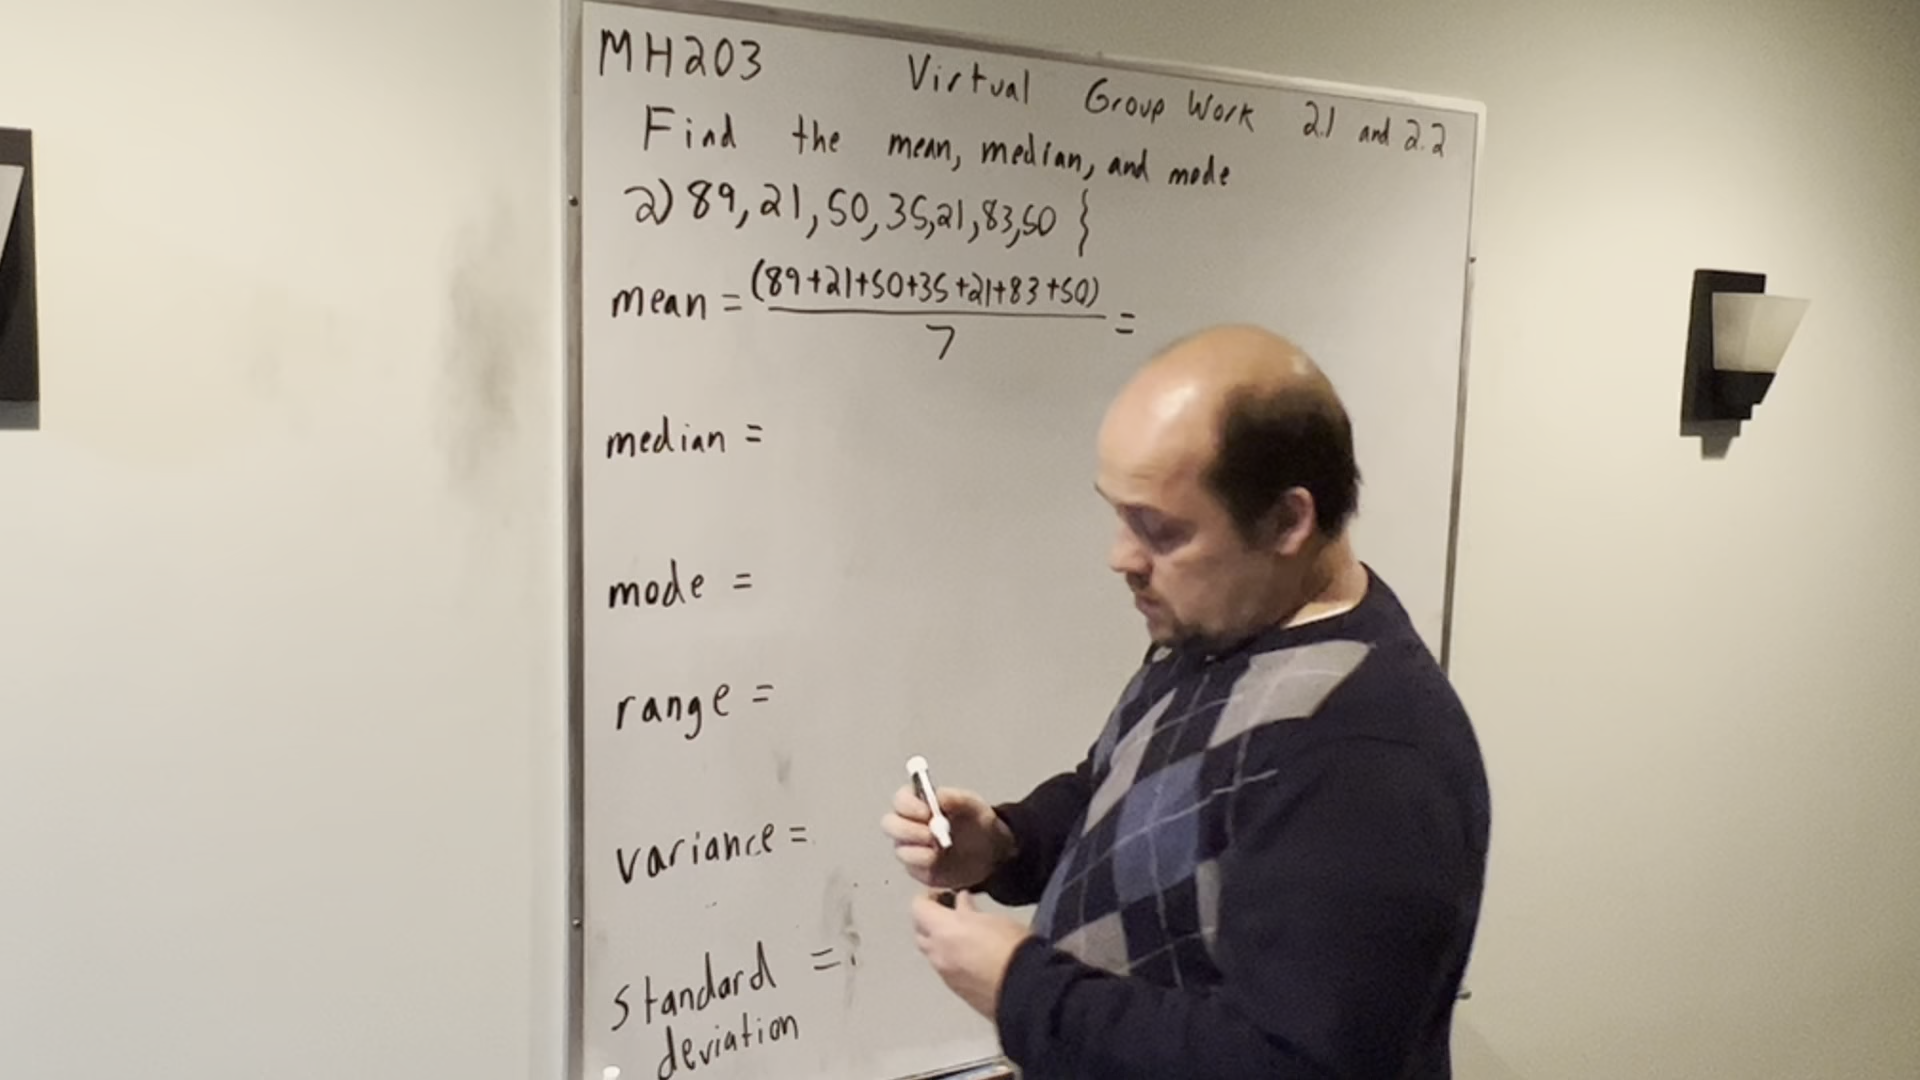 MH203 Virtual Group Work 2.1 and 2.2
Find the mean, median, and mode
2) 89, 21, 50, 35, 21, 83, 50 }
mean = (89+21+50+35+21+83+50)
7 =
median =
mode =
range =
variance =
standard =
deviation